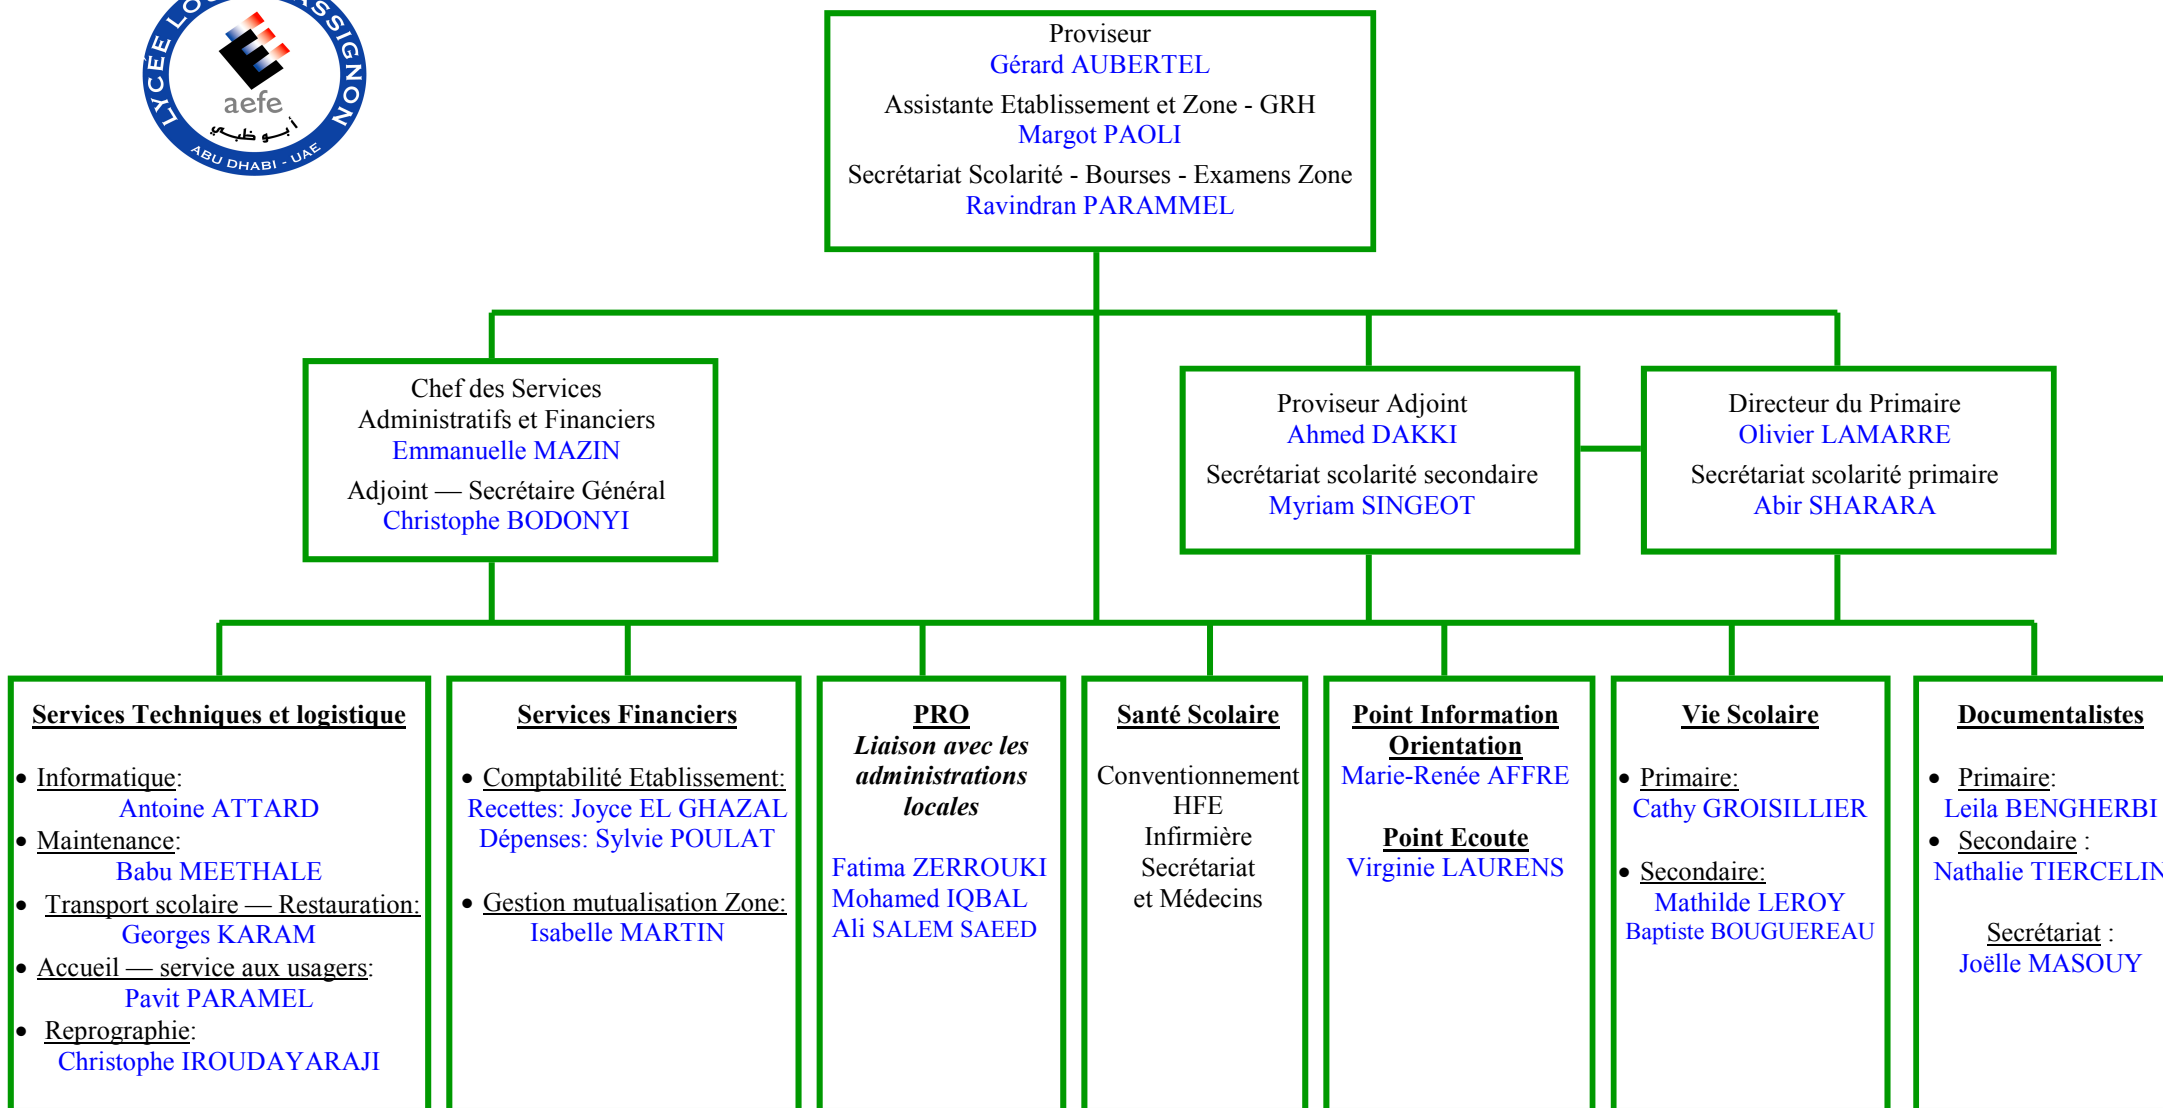 LYCÉE
ASSIGNON
aefe
أبو ظبي
ABU DHABI - UAE
Proviseur
Gérard AUBERTEL
Assistante Etablissement et Zone - GRH
Margot PAOLI
Secrétariat Scolarité - Bourses - Examens Zone
Ravindran PARAMMEL
Chef des Services
Administratifs et Financiers
Emmanuelle MAZIN
Adjoint — Secrétaire Général
Christophe BODONYI
Proviseur Adjoint
Ahmed DAKKI
Secrétariat scolarité secondaire
Myriam SINGEOT
Directeur du Primaire
Olivier LAMARRE
Secrétariat scolarité primaire
Abir SHARARA
Services Techniques et logistique
• Informatique:
Antoine ATTARD
• Maintenance:
Babu MEETHALE
• Transport scolaire — Restauration:
Georges KARAM
• Accueil — service aux usagers:
Pavit PARAMEL
• Reprographie:
Christophe IROUDAYARAJI
Services Financiers
• Comptabilité Etablissement:
Recettes: Joyce EL GHAZAL
Dépenses: Sylvie POULAT
• Gestion mutualisation Zone:
Isabelle MARTIN
PRO
Liaison avec les
administrations
locales
Fatima ZERROUKI
Mohamed IQBAL
Ali SALEM SAEED
Santé Scolaire
Conventionnement
HFE
Infirmière
Secrétariat
et Médecins
Point Information
Orientation
Marie-Renée AFFRE
Point Ecoute
Virginie LAURENS
Vie Scolaire
• Primaire:
Cathy GROISILLIER
• Secondaire:
Mathilde LEROY
Baptiste BOUGUEREAU
Documentalistes
• Primaire:
Leila BENGHERBI
• Secondaire :
Nathalie TIERCELIN
Secrétariat :
Joëlle MASOUY